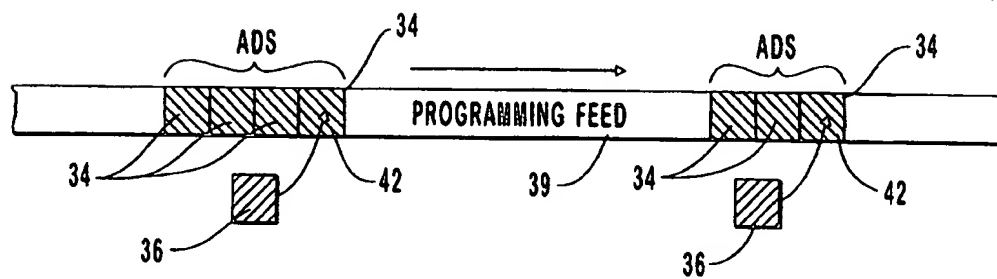 ADS 34 ADS 34
PROGRAMMING FEED
34 42 39 34 42
36 36